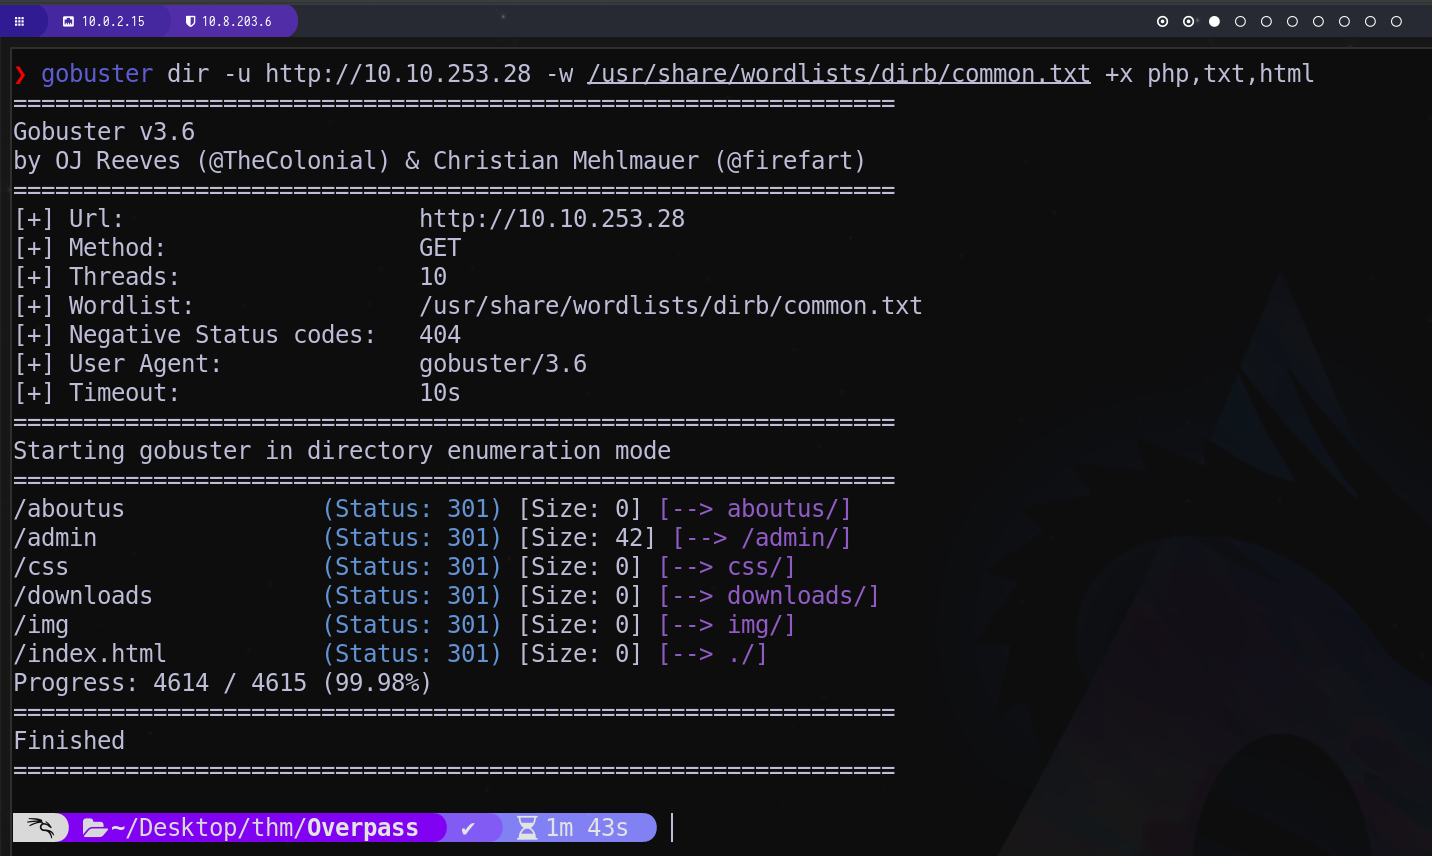 10.0.2.15 10.8.203.6
❯ gobuster dir -u http://10.10.253.28 -w /usr/share/wordlists/dirb/common.txt +x php,txt,html
===============================================================
Gobuster v3.6
by OJ Reeves (@TheColonial) & Christian Mehlmauer (@firefart)
===============================================================
[+] Url:                     http://10.10.253.28
[+] Method:                  GET
[+] Threads:                 10
[+] Wordlist:                /usr/share/wordlists/dirb/common.txt
[+] Negative Status codes:   404
[+] User Agent:              gobuster/3.6
[+] Timeout:                 10s
===============================================================
Starting gobuster in directory enumeration mode
===============================================================
/aboutus              (Status: 301) [Size: 0] [--> aboutus/]
/admin                (Status: 301) [Size: 42] [--> /admin/]
/css                  (Status: 301) [Size: 0] [--> css/]
/downloads            (Status: 301) [Size: 0] [--> downloads/]
/img                  (Status: 301) [Size: 0] [--> img/]
/index.html           (Status: 301) [Size: 0] [--> ./]
Progress: 4614 / 4615 (99.98%)
===============================================================
Finished
===============================================================
~/Desktop/thm/Overpass ✔ 1m 43s